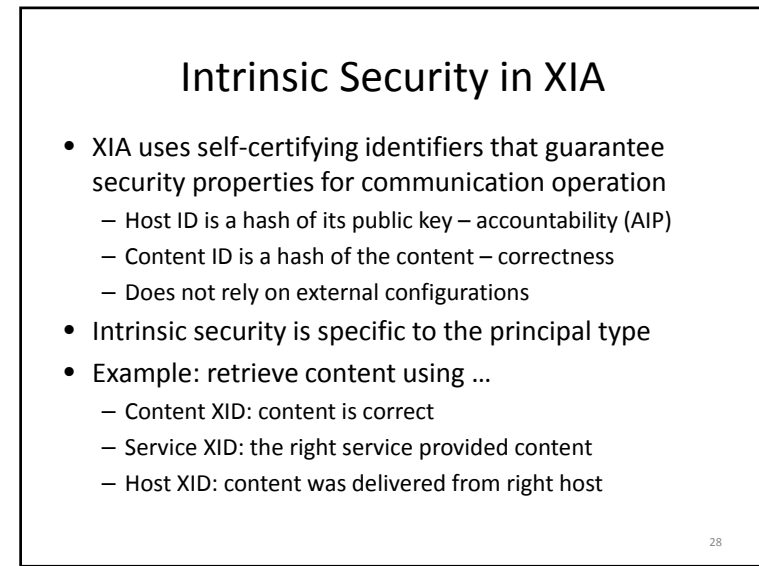 Intrinsic Security in XIA
• XIA uses self-certifying identifiers that guarantee
security properties for communication operation
– Host ID is a hash of its public key – accountability (AIP)
– Content ID is a hash of the content – correctness
– Does not rely on external configurations
• Intrinsic security is specific to the principal type
• Example: retrieve content using …
– Content XID: content is correct
– Service XID: the right service provided content
– Host XID: content was delivered from right host
28